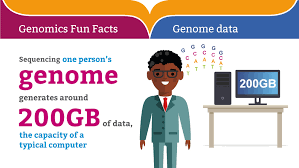 Genomics Fun Facts
Genome data
Sequencing one person's
genome
generates around
200GB of data,
the capacity of a
typical computer
200GB